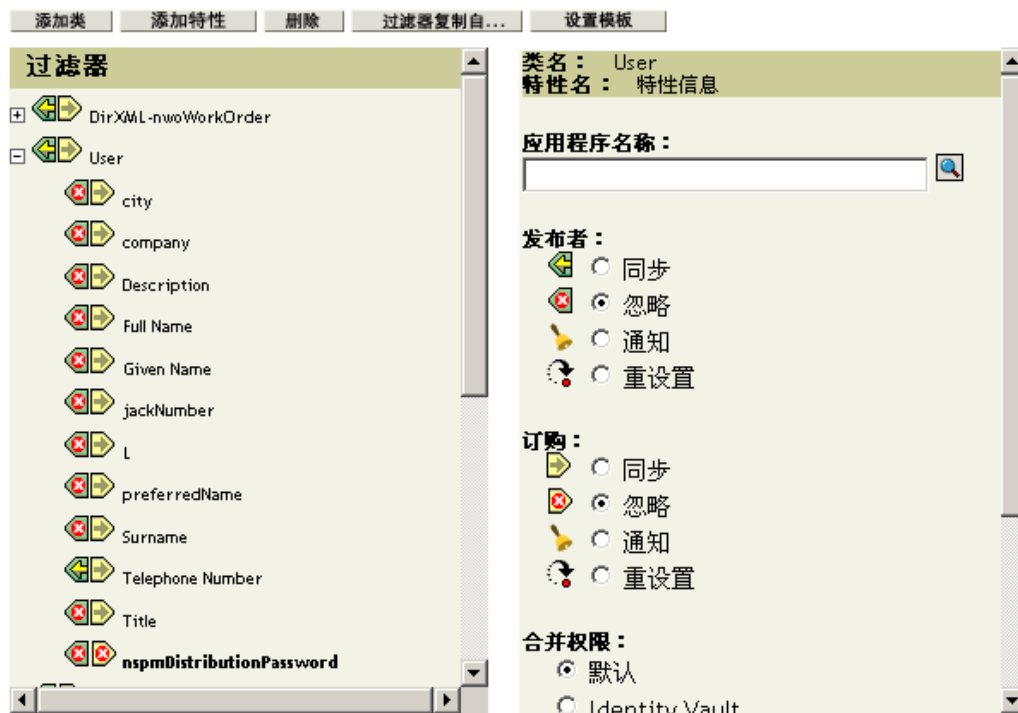 添加类 添加特性 删除 过滤器复制自... 设置模板
过滤器
DirXML-nwoWorkOrder
User
city
company
Description
Full Name
Given Name
jackNumber
L
preferredName
Surname
Telephone Number
Title
nspmDistributionPassword
类名： User
特性名： 特性信息
应用程序名称：
发布者：
同步
忽略
通知
重设置
订购：
同步
忽略
通知
重设置
合并权限：
默认
Identity Vault